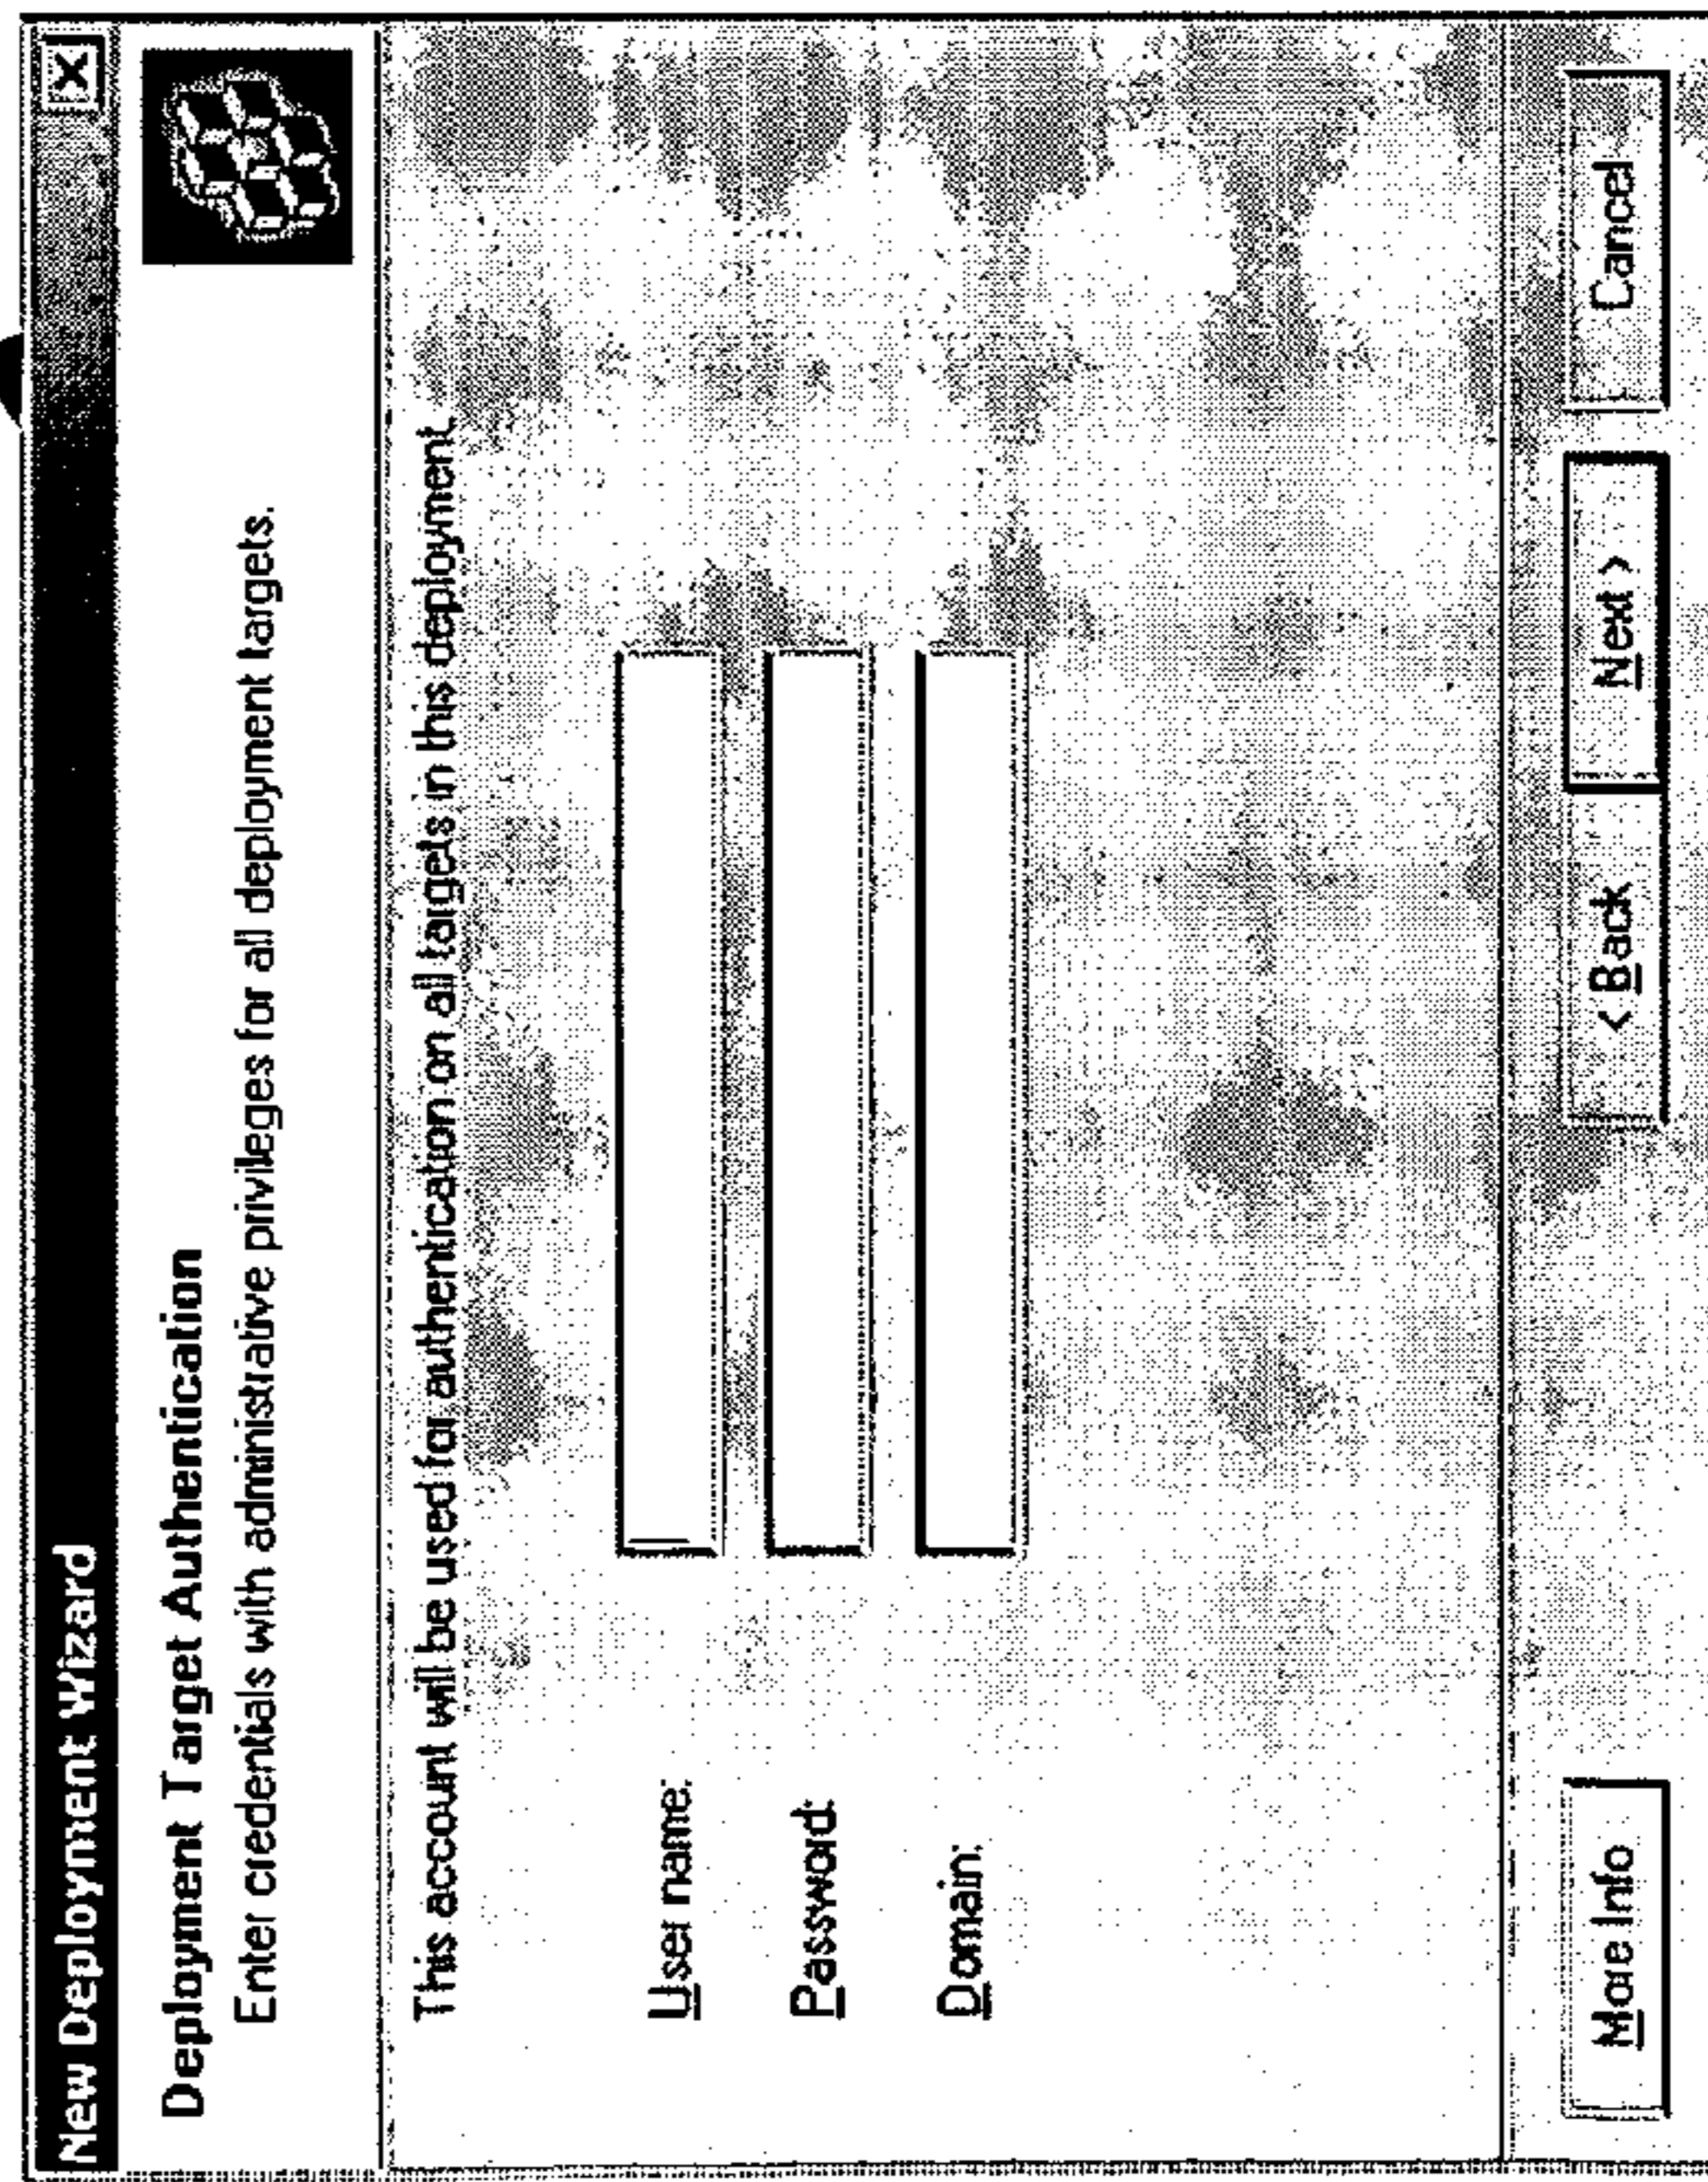 New Deployment Wizard
Deployment Target Authentication
Enter credentials with administrative privileges for all deployment targets.
This account will be used for authentication on all targets in this deployment.
User name:
Password:
Domain:
More Info
< Back
Next >
Cancel